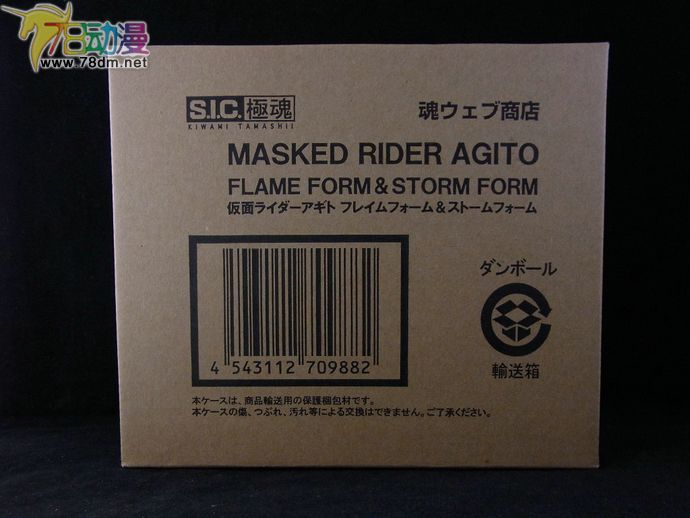 78动漫
www.78dm.net
S.I.C. 極魂
KIWAMI TAMASHII
魂ウェブ商店
MASKED RIDER AGITO
FLAME FORM & STORM FORM
仮面ライダーアギト フレイムフォーム&ストームフォーム
4 543112 709882
ダンボール
輸送箱
本ケースは、商品輸送用の保護梱包材です。
本ケースの傷、つぶれ、汚れ等による交換はできません。ご了承ください。